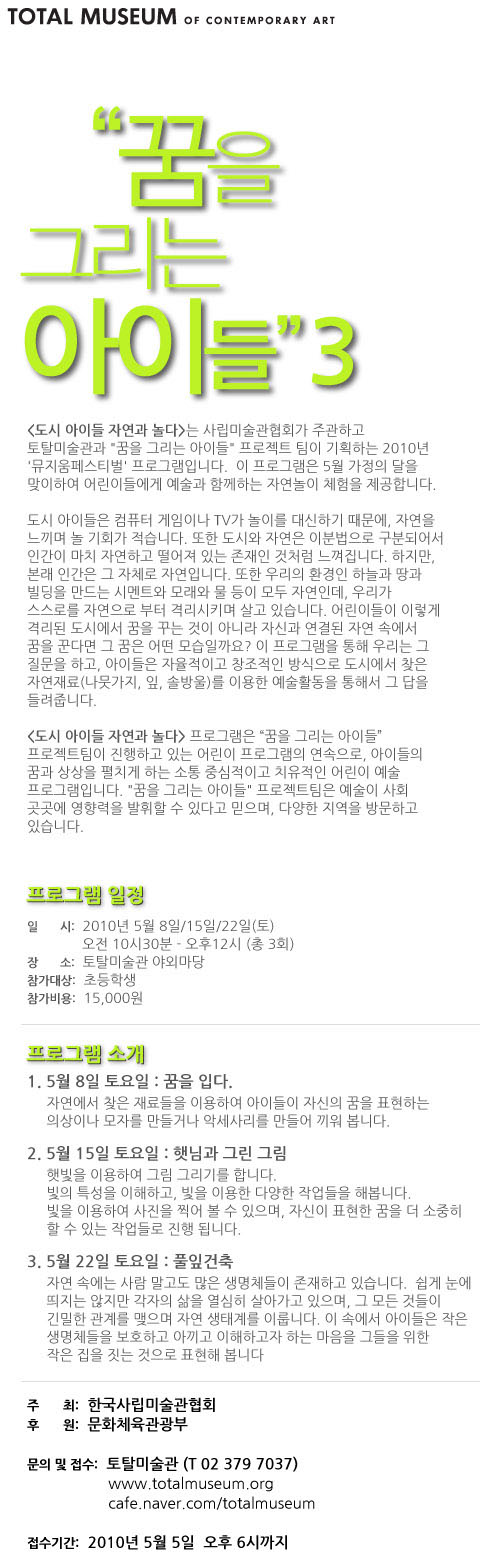 TOTAL MUSEUM OF CONTEMPORARY ART
“꿈을
그리는
아이들” 3
<도시 아이들 자연과 놀다>는 사립미술관협회가 주관하고
토탈미술관과 "꿈을 그리는 아이들" 프로젝트 팀이 기획하는 2010년
'뮤지움페스티벌' 프로그램입니다.  이 프로그램은 5월 가정의 달을
맞이하여 어린이들에게 예술과 함께하는 자연놀이 체험을 제공합니다.
도시 아이들은 컴퓨터 게임이나 TV가 놀이를 대신하기 때문에, 자연을
느끼며 놀 기회가 적습니다. 또한 도시와 자연은 이분법으로 구분되어서
인간이 마치 자연하고 떨어져 있는 존재인 것처럼 느껴집니다. 하지만,
본래 인간은 그 자체로 자연입니다. 또한 우리의 환경인 하늘과 땅과
빌딩을 만드는 시멘트와 모래와 물 등이 모두 자연인데, 우리가
스스로를 자연으로 부터 격리시키며 살고 있습니다. 어린이들이 이렇게
격리된 도시에서 꿈을 꾸는 것이 아니라 자신과 연결된 자연 속에서
꿈을 꾼다면 그 꿈은 어떤 모습일까요? 이 프로그램을 통해 우리는 그
질문을 하고, 아이들은 자율적이고 창조적인 방식으로 도시에서 찾은
자연재료(나뭇가지, 잎, 솔방울)를 이용한 예술활동을 통해서 그 답을
들려줍니다.
<도시 아이들 자연과 놀다> 프로그램은 “꿈을 그리는 아이들”
프로젝트팀이 진행하고 있는 어린이 프로그램의 연속으로, 아이들의
꿈과 상상을 펼치게 하는 소통 중심적이고 치유적인 어린이 예술
프로그램입니다. "꿈을 그리는 아이들" 프로젝트팀은 예술이 사회
곳곳에 영향력을 발휘할 수 있다고 믿으며, 다양한 지역을 방문하고
있습니다.
프로그램 일정
일 시: 2010년 5월 8일/15일/22일(토)
오전 10시30분 - 오후12시 (총 3회)
장 소: 토탈미술관 야외마당
참가대상: 초등학생
참가비용: 15,000원
프로그램 소개
1. 5월 8일 토요일 : 꿈을 입다.
자연에서 찾은 재료들을 이용하여 아이들이 자신의 꿈을 표현하는
의상이나 모자를 만들거나 악세사리를 만들어 끼워 봅니다.
2. 5월 15일 토요일 : 햇님과 그린 그림
햇빛을 이용하여 그림 그리기를 합니다.
빛의 특성을 이해하고, 빛을 이용한 다양한 작업들을 해봅니다.
빛을 이용하여 사진을 찍어 볼 수 있으며, 자신이 표현한 꿈을 더 소중히
할 수 있는 작업들로 진행 됩니다.
3. 5월 22일 토요일 : 풀잎건축
자연 속에는 사람 말고도 많은 생명체들이 존재하고 있습니다.  쉽게 눈에
띄지는 않지만 각자의 삶을 열심히 살아가고 있으며, 그 모든 것들이
긴밀한 관계를 맺으며 자연 생태계를 이룹니다. 이 속에서 아이들은 작은
생명체들을 보호하고 아끼고 이해하고자 하는 마음을 그들을 위한
작은 집을 짓는 것으로 표현해 봅니다
주 최: 한국사립미술관협회
후 원: 문화체육관광부
문의 및 접수: 토탈미술관 (T 02 379 7037)
www.totalmuseum.org
cafe.naver.com/totalmuseum
접수기간: 2010년 5월 5일  오후 6시까지